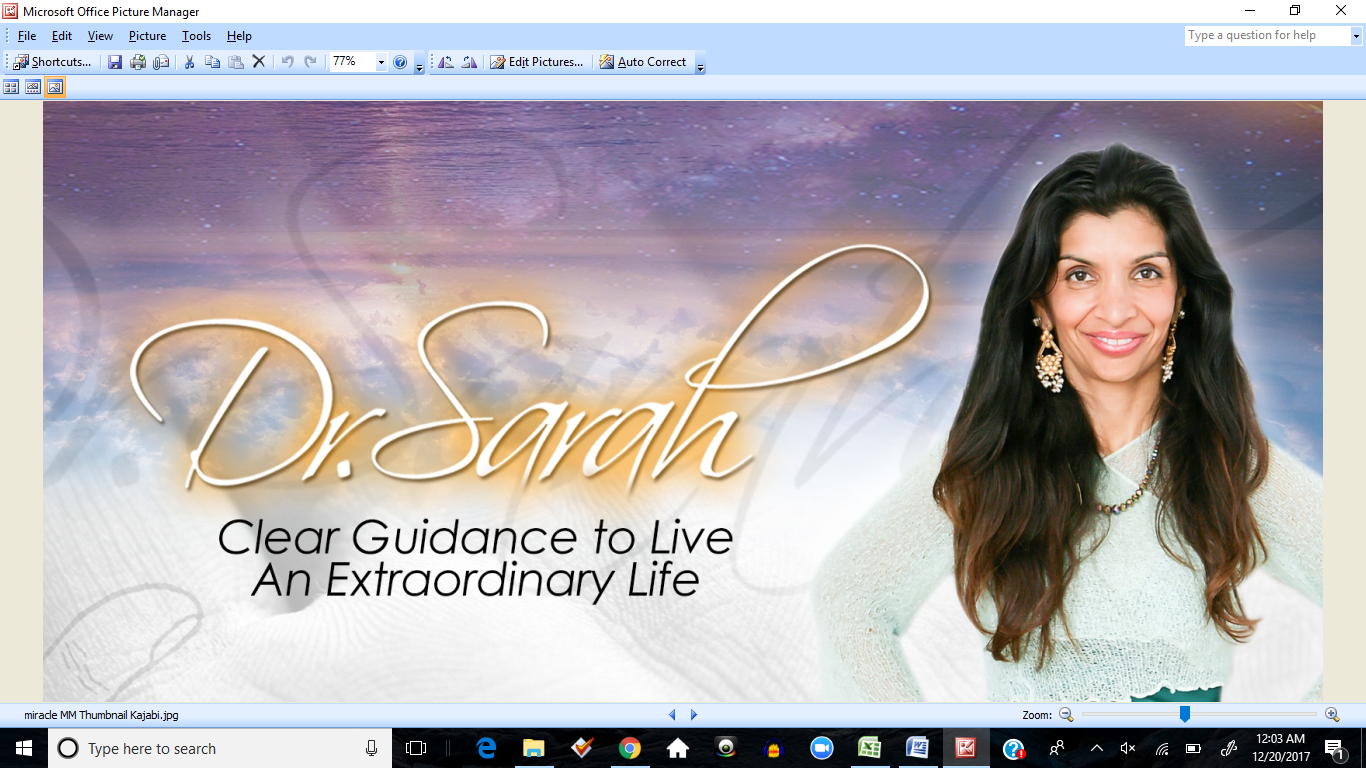 Microsoft Office Picture Manager
File Edit View Picture Tools Help
Type a question for help
Shortcuts... 77% Edit Pictures... Auto Correct
Dr. Sarah
Clear Guidance to Live
An Extraordinary Life
miracle MM Thumbnail Kajabi.jpg
Zoom:
Type here to search
12:03 AM
12/20/2017
1